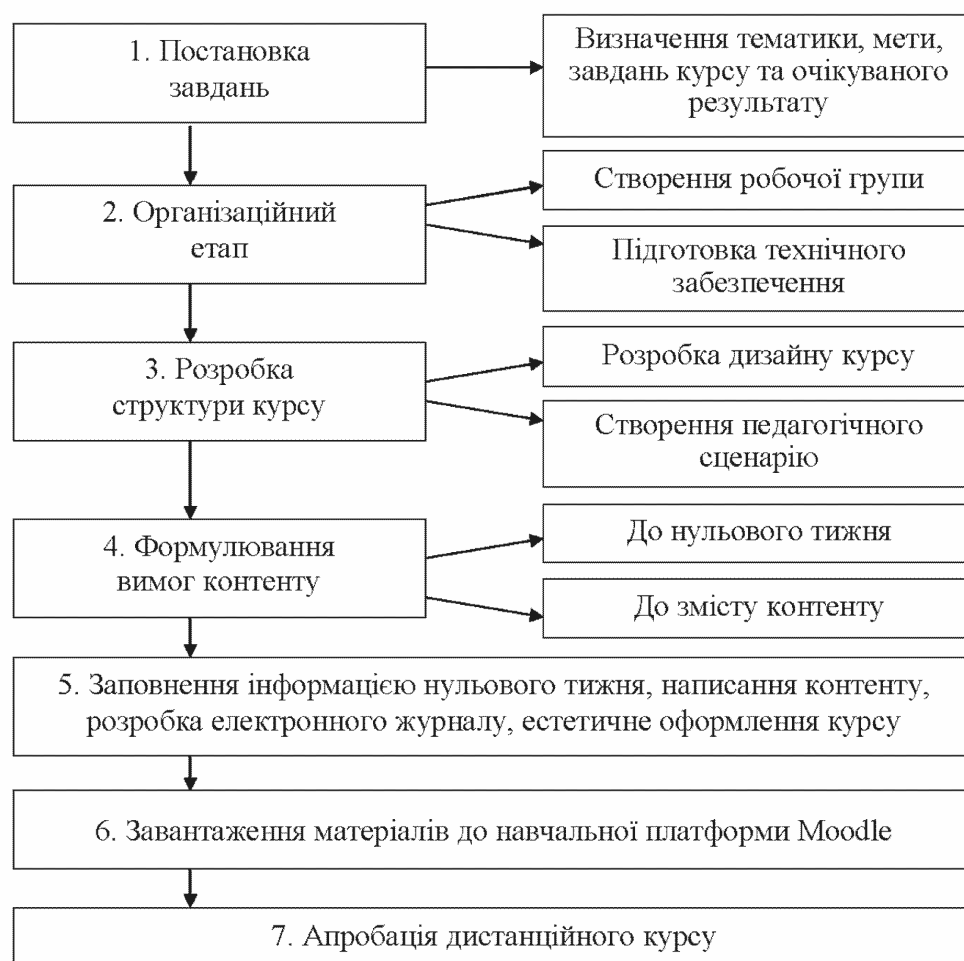 1. Постановка
завдань
Визначення тематики, мети,
завдань курсу та очікуваного
результату
2. Організаційний
етап
Створення робочої групи
Підготовка технічного
забезпечення
3. Розробка
структури курсу
Розробка дизайну курсу
Створення педагогічного
сценарію
4. Формулювання
вимог контенту
До нульового тижня
До змісту контенту
5. Заповнення інформацією нульового тижня, написання контенту,
розробка електронного журналу, естетичне оформлення курсу
6. Завантаження матеріалів до навчальної платформи Moodle
7. Апробація дистанційного курсу